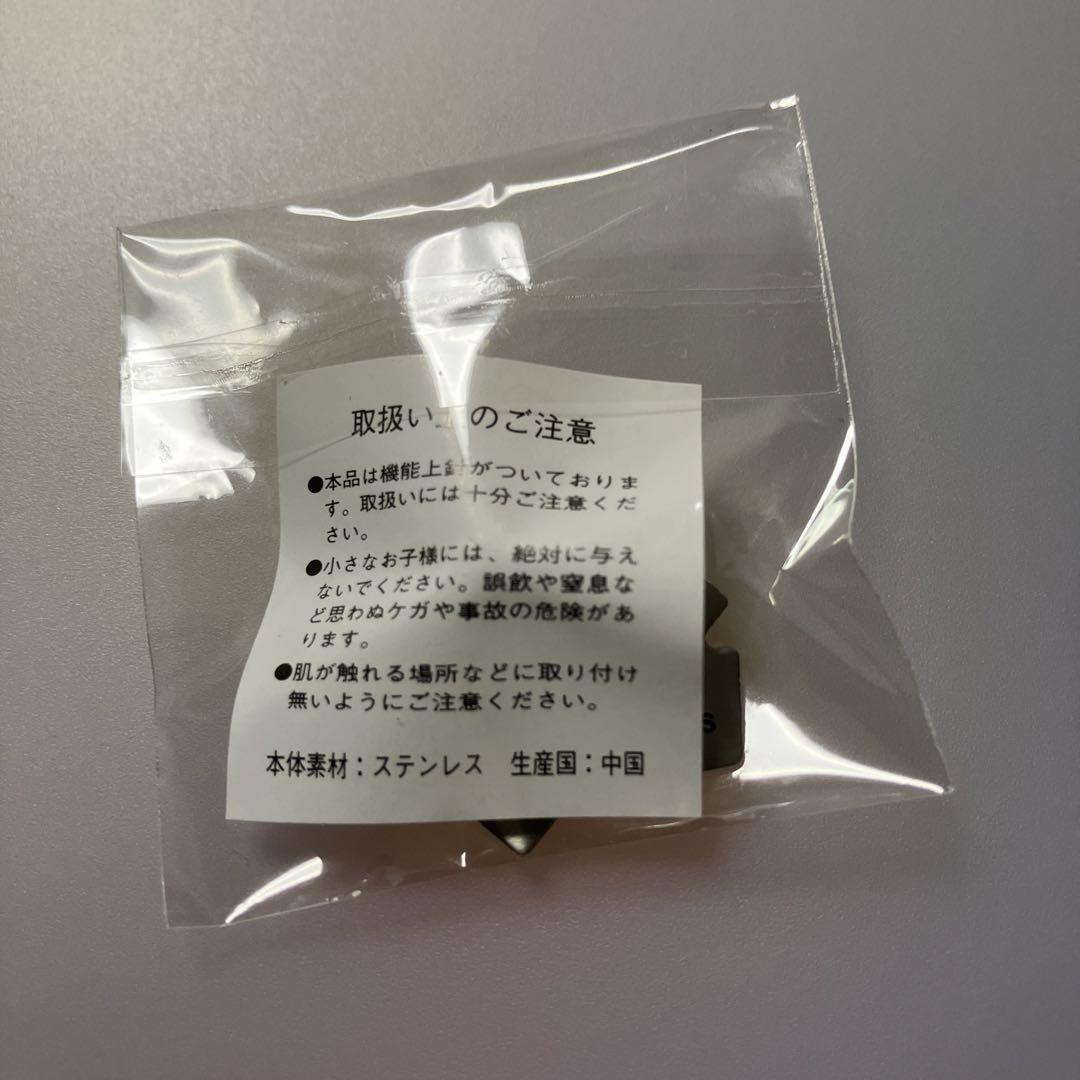 取扱い上のご注意
●本品は機能上針がついておりま
す。取扱いには十分ご注意くだ
さい。
●小さなお子様には、絶対に与え
ないでください。誤飲や窒息な
ど思わぬケガや事故の危険があ
ります。
●肌が触れる場所などに取り付け
無いようにご注意ください。
本体素材：ステンレス　生産国：中国
s